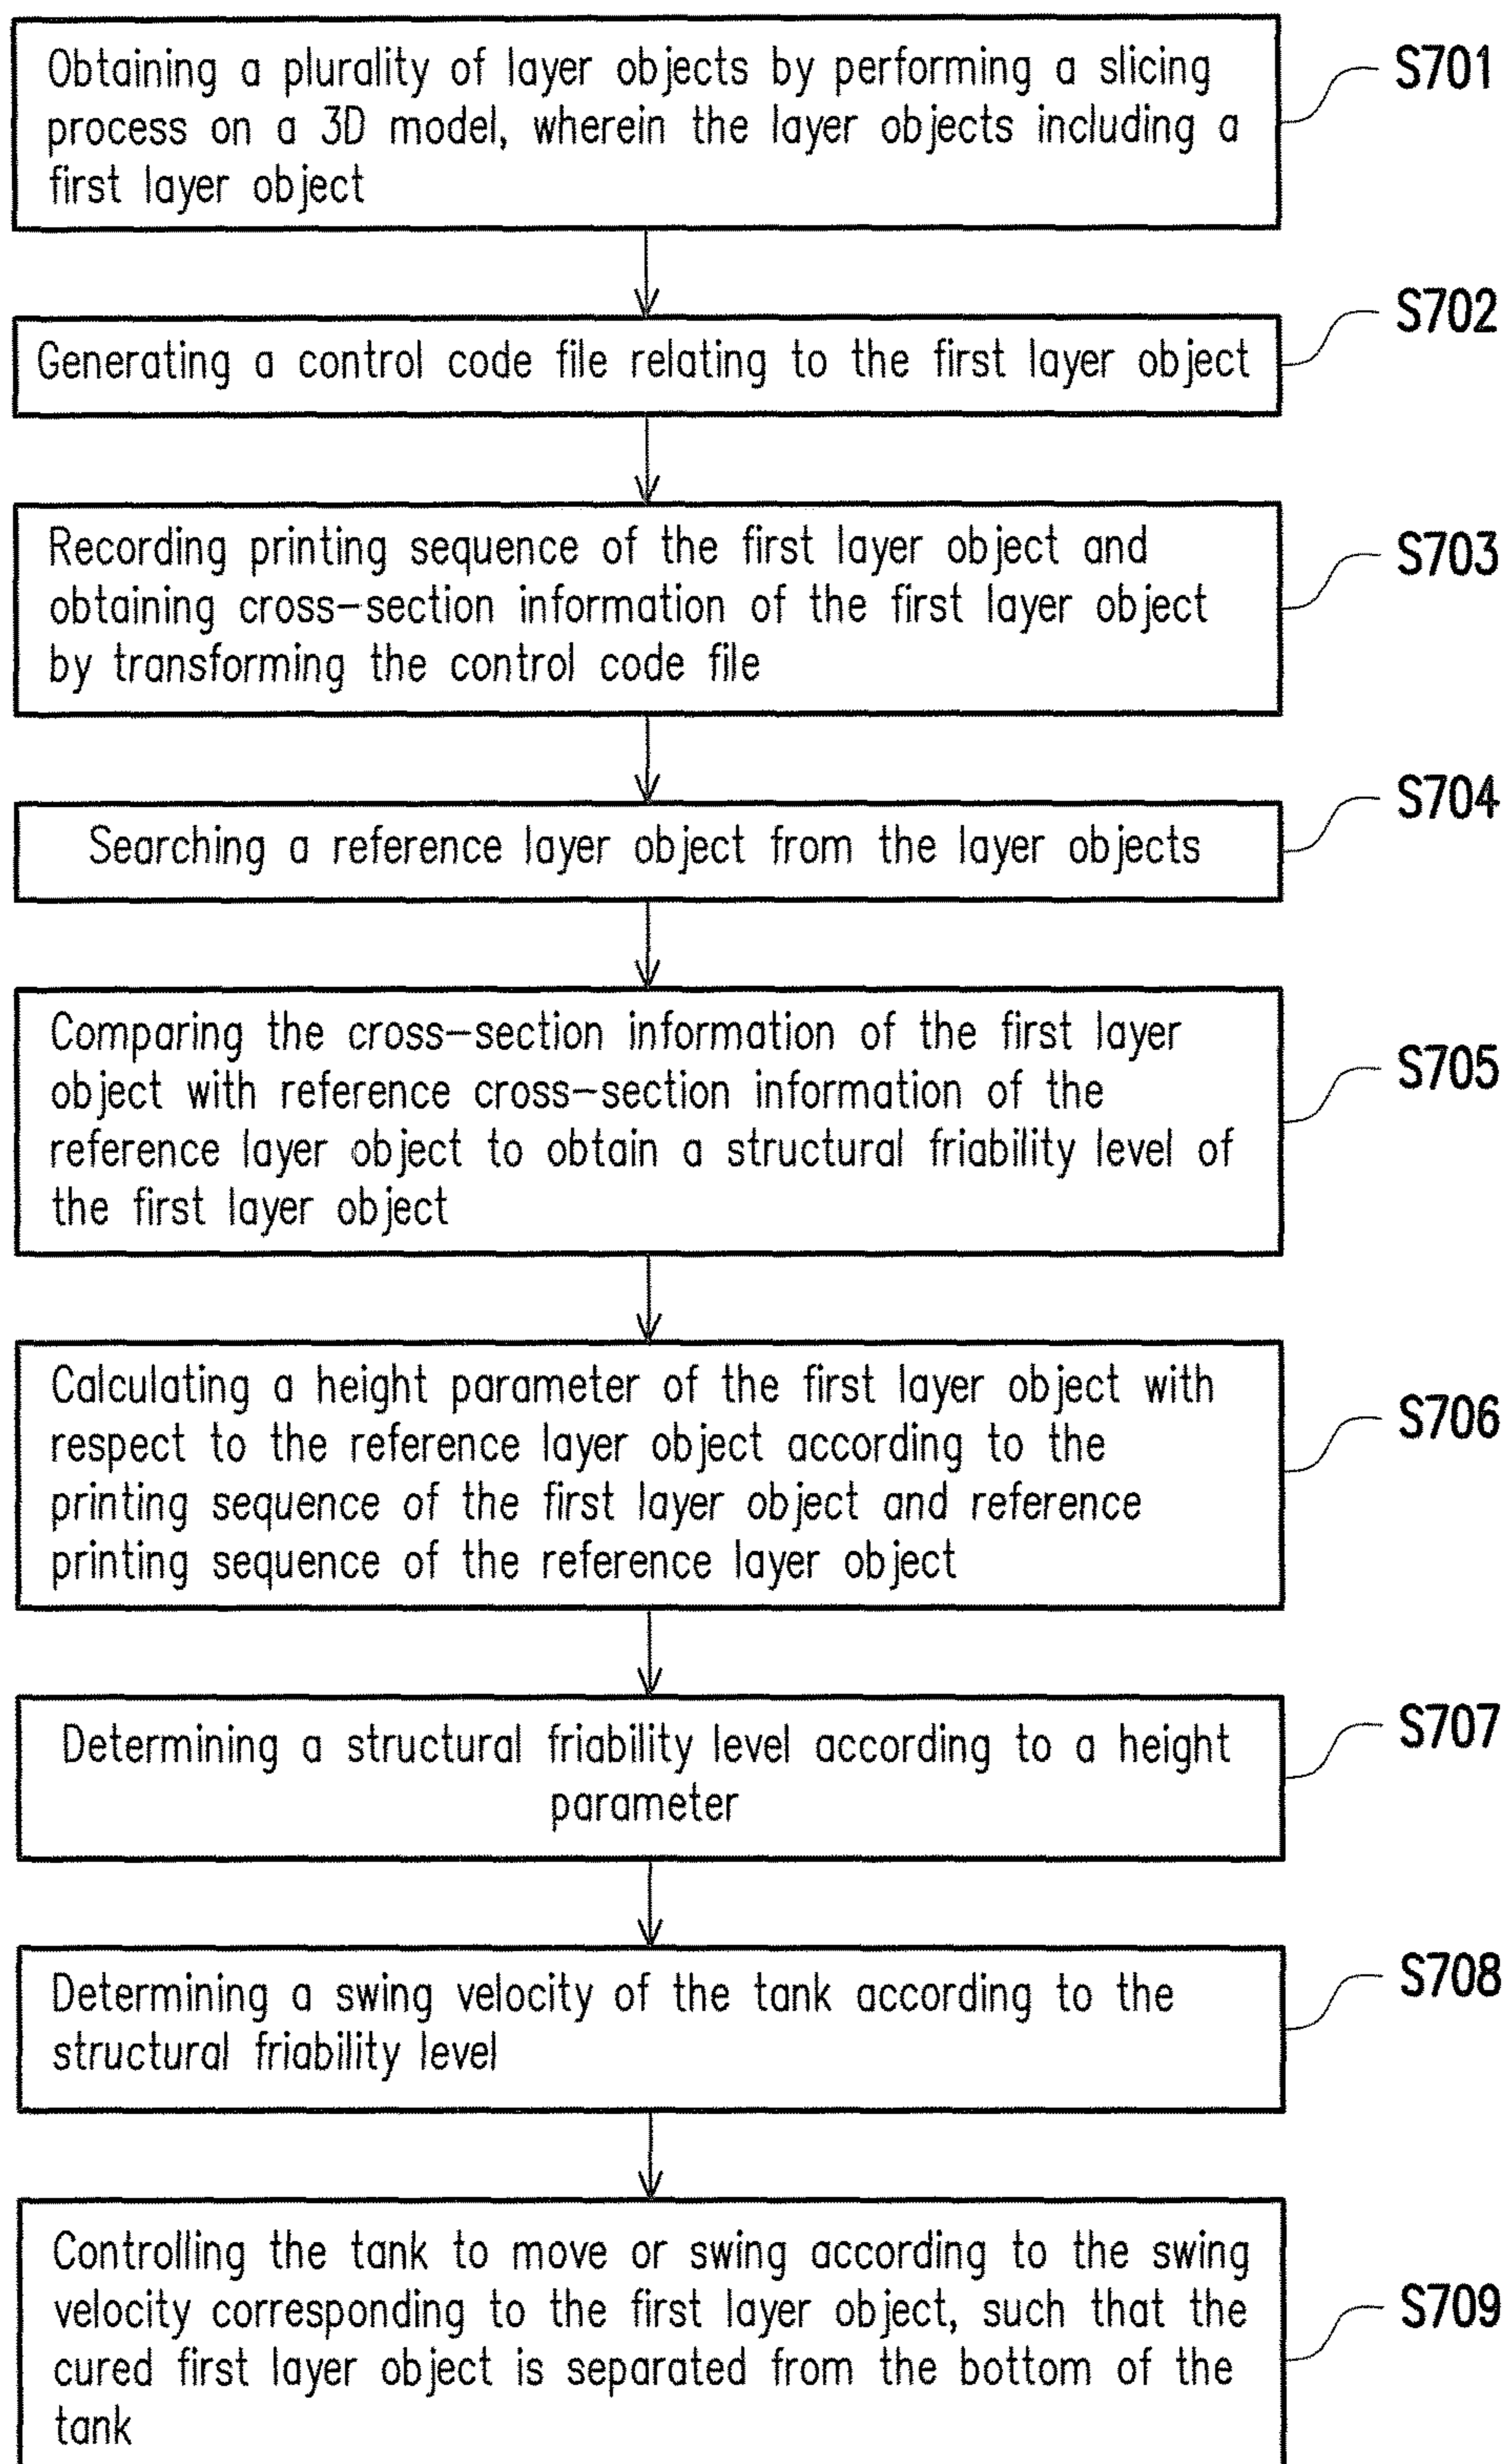 Obtaining a plurality of layer objects by performing a slicing
process on a 3D model, wherein the layer objects including a
first layer object
S701
Generating a control code file relating to the first layer object
S702
Recording printing sequence of the first layer object and
obtaining cross-section information of the first layer object
by transforming the control code file
S703
Searching a reference layer object from the layer objects
S704
Comparing the cross-section information of the first layer
object with reference cross-section information of the
reference layer object to obtain a structural friability level of
the first layer object
S705
Calculating a height parameter of the first layer object with
respect to the reference layer object according to the
printing sequence of the first layer object and reference
printing sequence of the reference layer object
S706
Determining a structural friability level according to a height
parameter
S707
Determining a swing velocity of the tank according to the
structural friability level
S708
Controlling the tank to move or swing according to the swing
velocity corresponding to the first layer object, such that the
cured first layer object is separated from the bottom of the
tank
S709